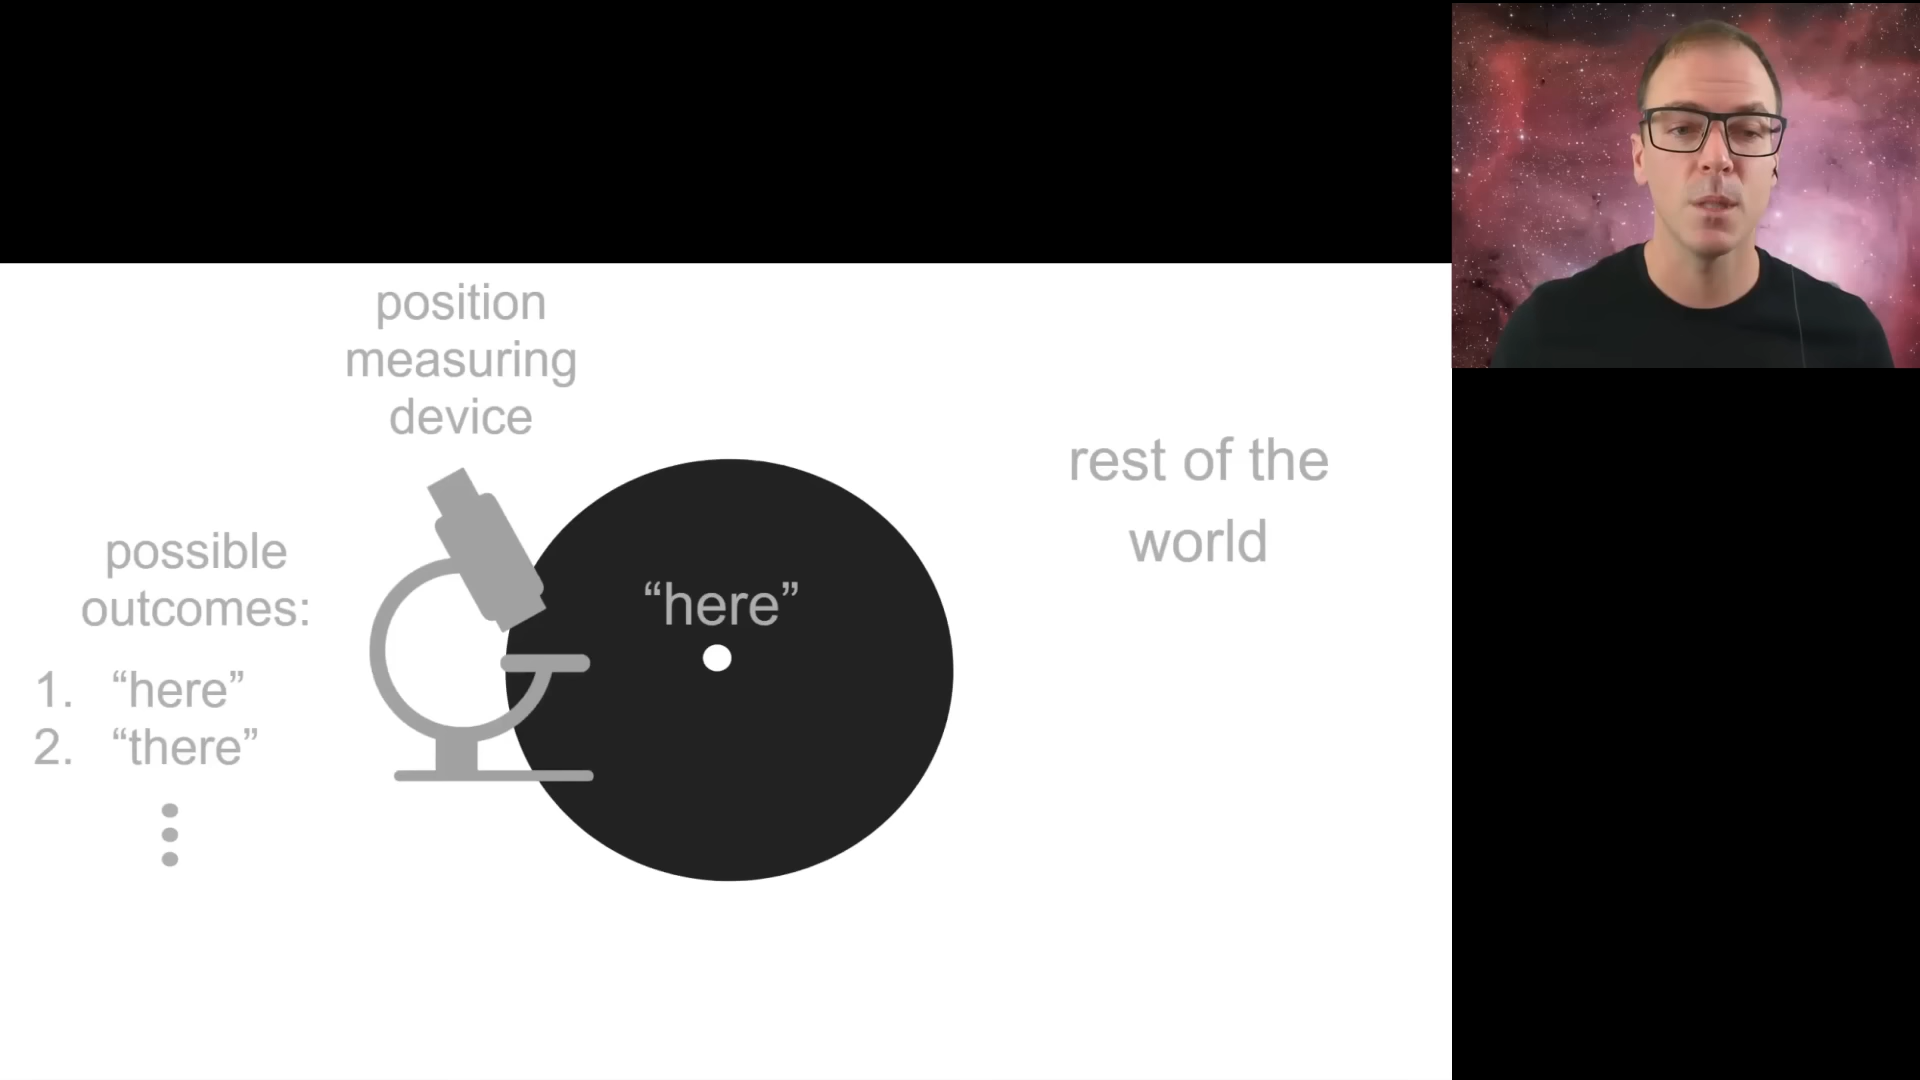 position
measuring
device
rest of the
world
possible
outcomes:
“here”
1. “here”
2. “there”